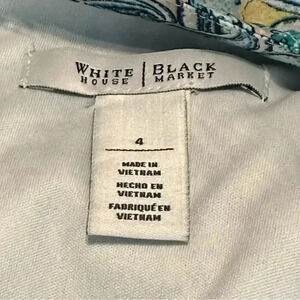 WHITE HOUSE | BLACK MARKET
4
MADE IN
VIETNAM
HECHO EN
VIETNAM
FABRIQUÉ EN
VIETNAM